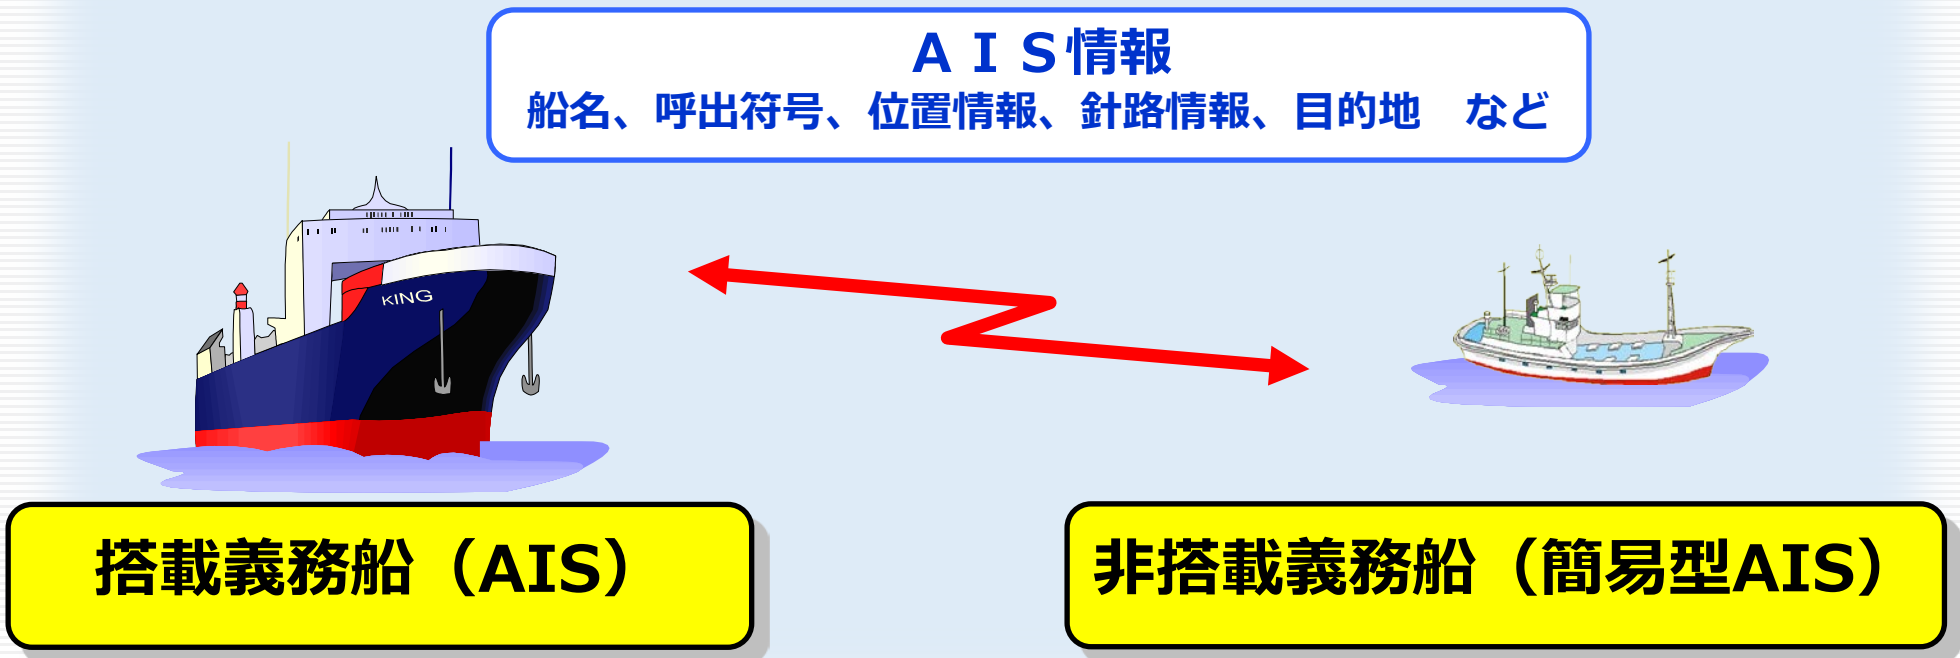 ＡＩＳ情報
船名、呼出符号、位置情報、針路情報、目的地　など
KING
搭載義務船（AIS）
非搭載義務船（簡易型AIS）